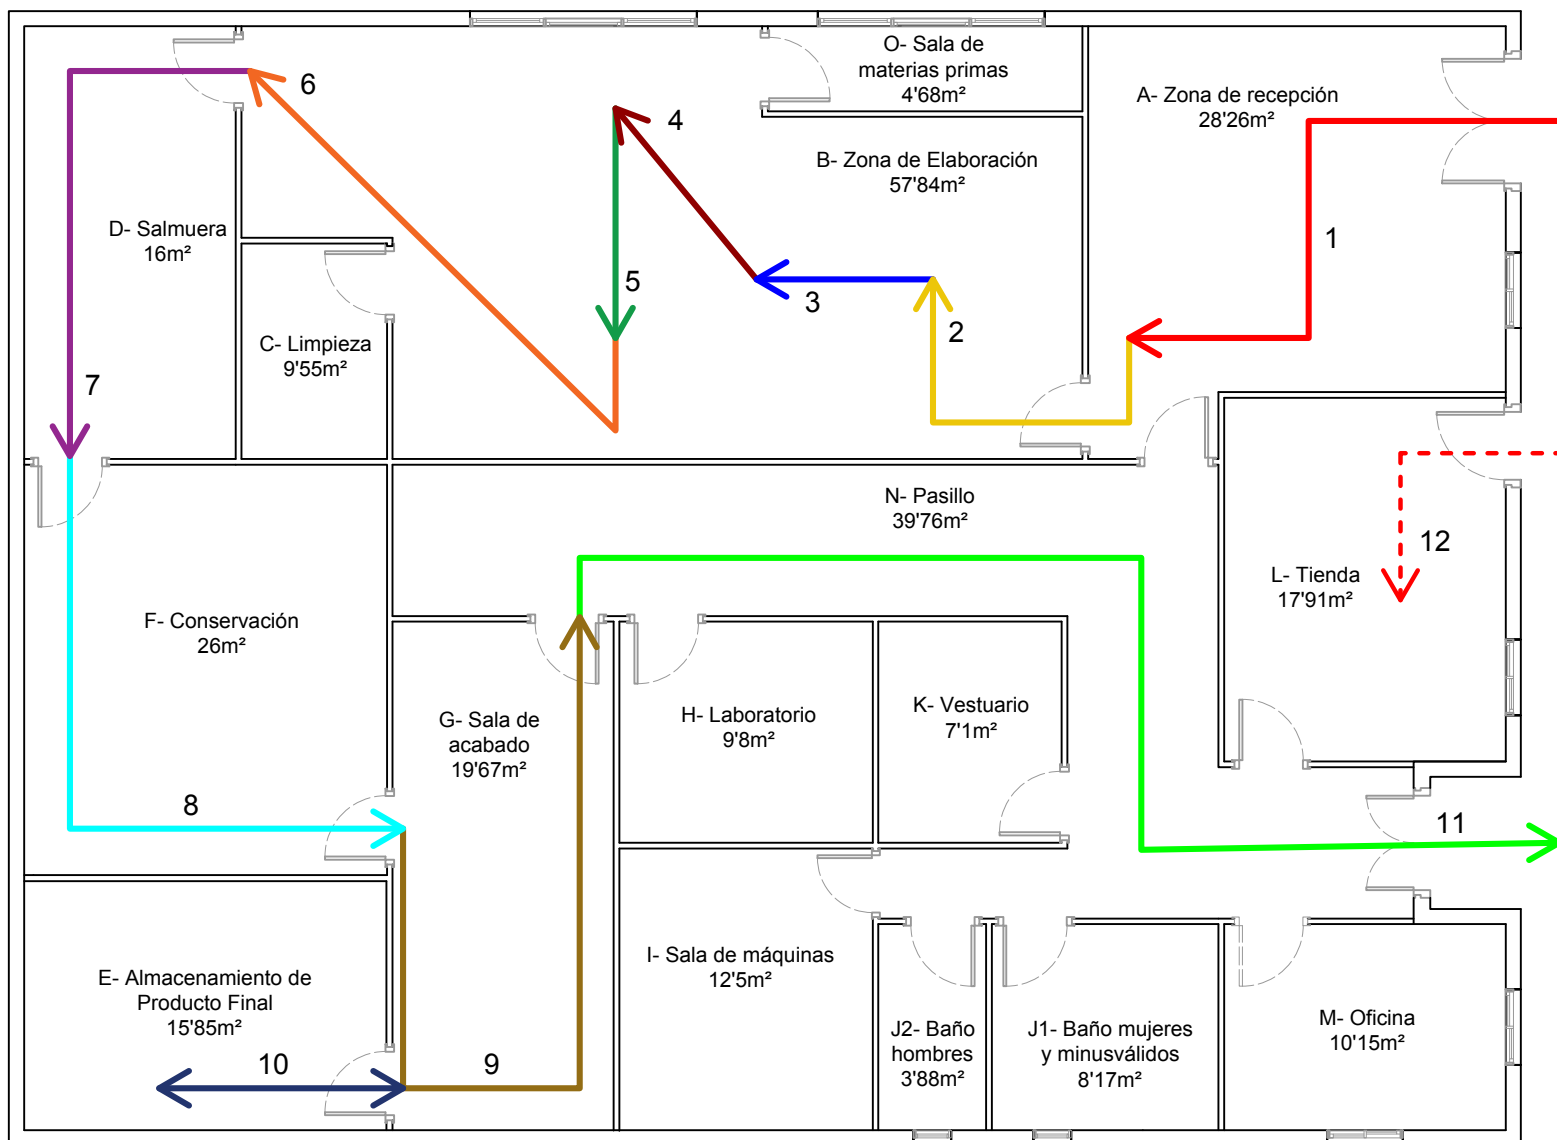 O- Sala de
materias primas
4'68m²
A- Zona de recepción
28'26m²
6
4
B- Zona de Elaboración
57'84m²
D- Salmuera
16m²
1
5
3
2
C- Limpieza
9'55m²
7
N- Pasillo
39'76m²
12
L- Tienda
17'91m²
F- Conservación
26m²
G- Sala de
acabado
19'67m²
H- Laboratorio
9'8m²
K- Vestuario
7'1m²
8
11
I- Sala de máquinas
12'5m²
E- Almacenamiento de
Producto Final
15'85m²
J2- Baño
hombres
3'88m²
J1- Baño mujeres
y minusválidos
8'17m²
M- Oficina
10'15m²
10
9